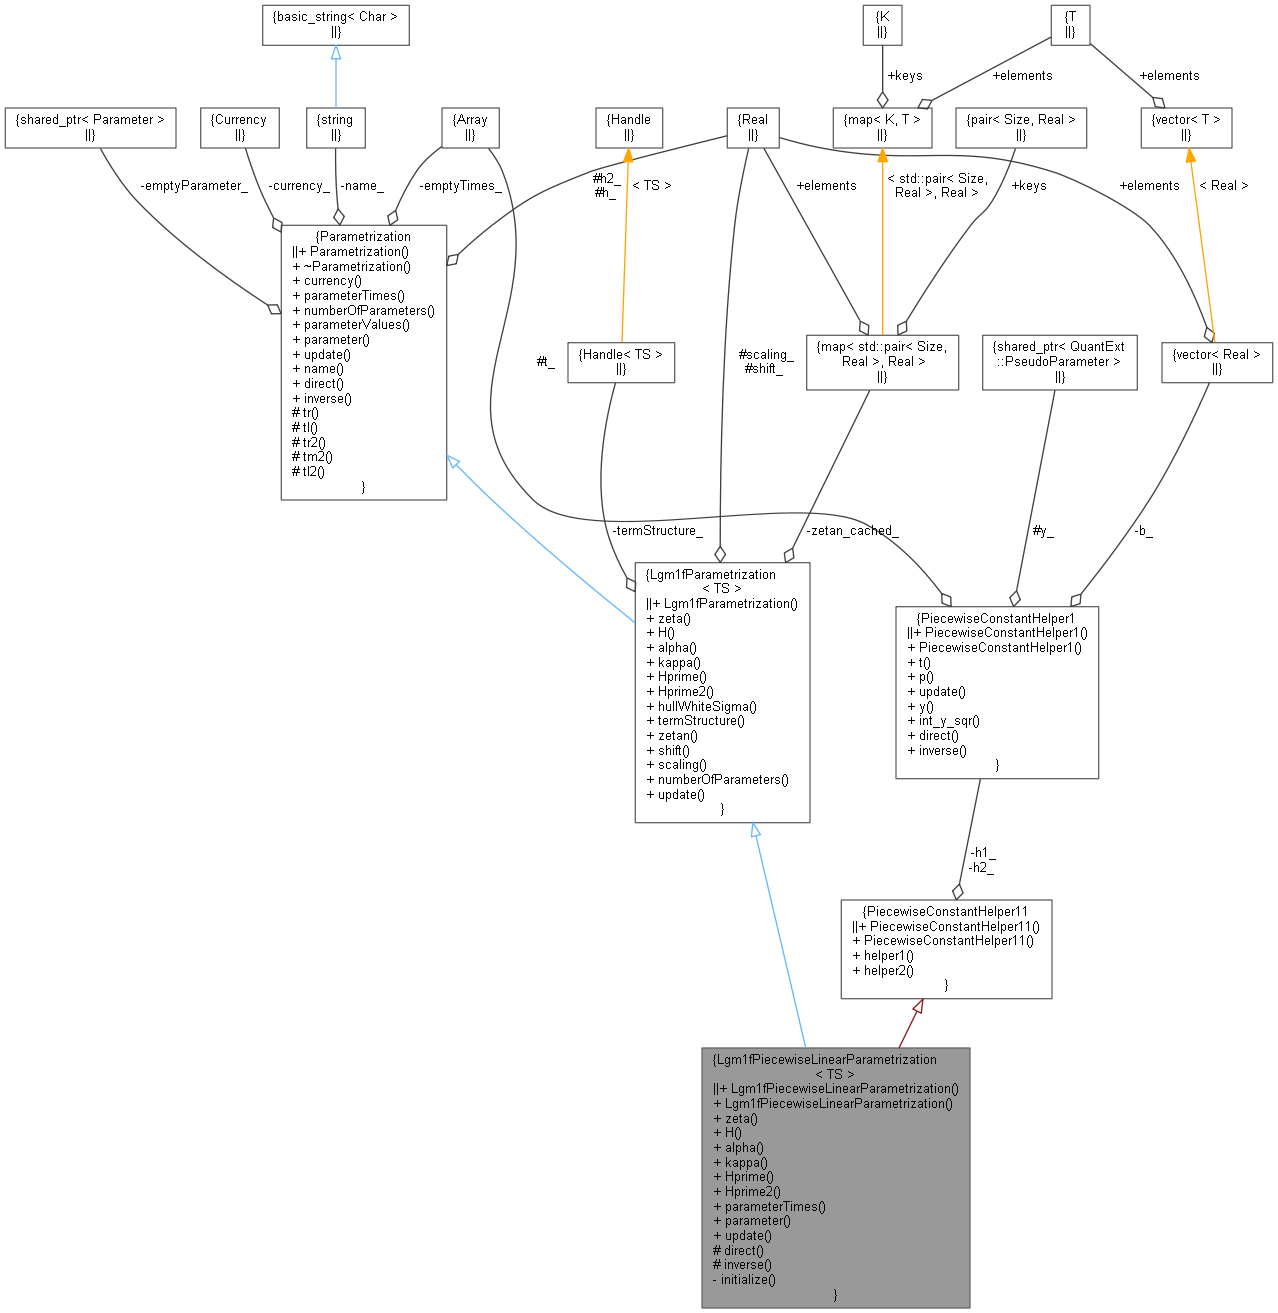 {basic_string< Char >
||}
{K
||}
{T
||}
+keys
+elements
+elements
{shared_ptr< Parameter >
||}
{Currency
||}
{string
||}
{Array
||}
{Handle
||}
{Real
||}
{map< K, T >
||}
{pair< Size, Real >
||}
{vector< T >
||}
-emptyParameter_
-currency_
-name_
-emptyTimes_
#h2_
#h_
< TS >
+elements
< std::pair< Size,
Real >, Real >
+keys
+elements
< Real >
{Parametrization
||+ Parametrization()
+ ~Parametrization()
+ currency()
+ parameterTimes()
+ numberOfParameters()
+ parameterValues()
+ parameter()
+ update()
+ name()
+ direct()
+ inverse()
# tr()
# tl()
# tr2()
# tm2()
# tl2()
}
#t_
{Handle< TS >
||}
#scaling_
#shift_
{map< std::pair< Size,
Real >, Real >
||}
{shared_ptr< QuantExt
::PseudoParameter >
||}
{vector< Real >
||}
-termStructure_
-zetan_cached_
#y_
-b_
{Lgm1fParametrization
< TS >
||+ Lgm1fParametrization()
+ zeta()
+ H()
+ alpha()
+ kappa()
+ Hprime()
+ Hprime2()
+ hullWhiteSigma()
+ termStructure()
+ zetan()
+ shift()
+ scaling()
+ numberOfParameters()
+ update()
}
{PiecewiseConstantHelper1
||+ PiecewiseConstantHelper1()
+ PiecewiseConstantHelper1()
+ t()
+ p()
+ update()
+ y()
+ int_y_sqr()
+ direct()
+ inverse()
}
-h1_
-h2_
{PiecewiseConstantHelper11
||+ PiecewiseConstantHelper11()
+ PiecewiseConstantHelper11()
+ helper1()
+ helper2()
}
{Lgm1fPiecewiseLinearParametrization
< TS >
||+ Lgm1fPiecewiseLinearParametrization()
+ Lgm1fPiecewiseLinearParametrization()
+ zeta()
+ H()
+ alpha()
+ kappa()
+ Hprime()
+ Hprime2()
+ parameterTimes()
+ parameter()
+ update()
# direct()
# inverse()
- initialize()
}